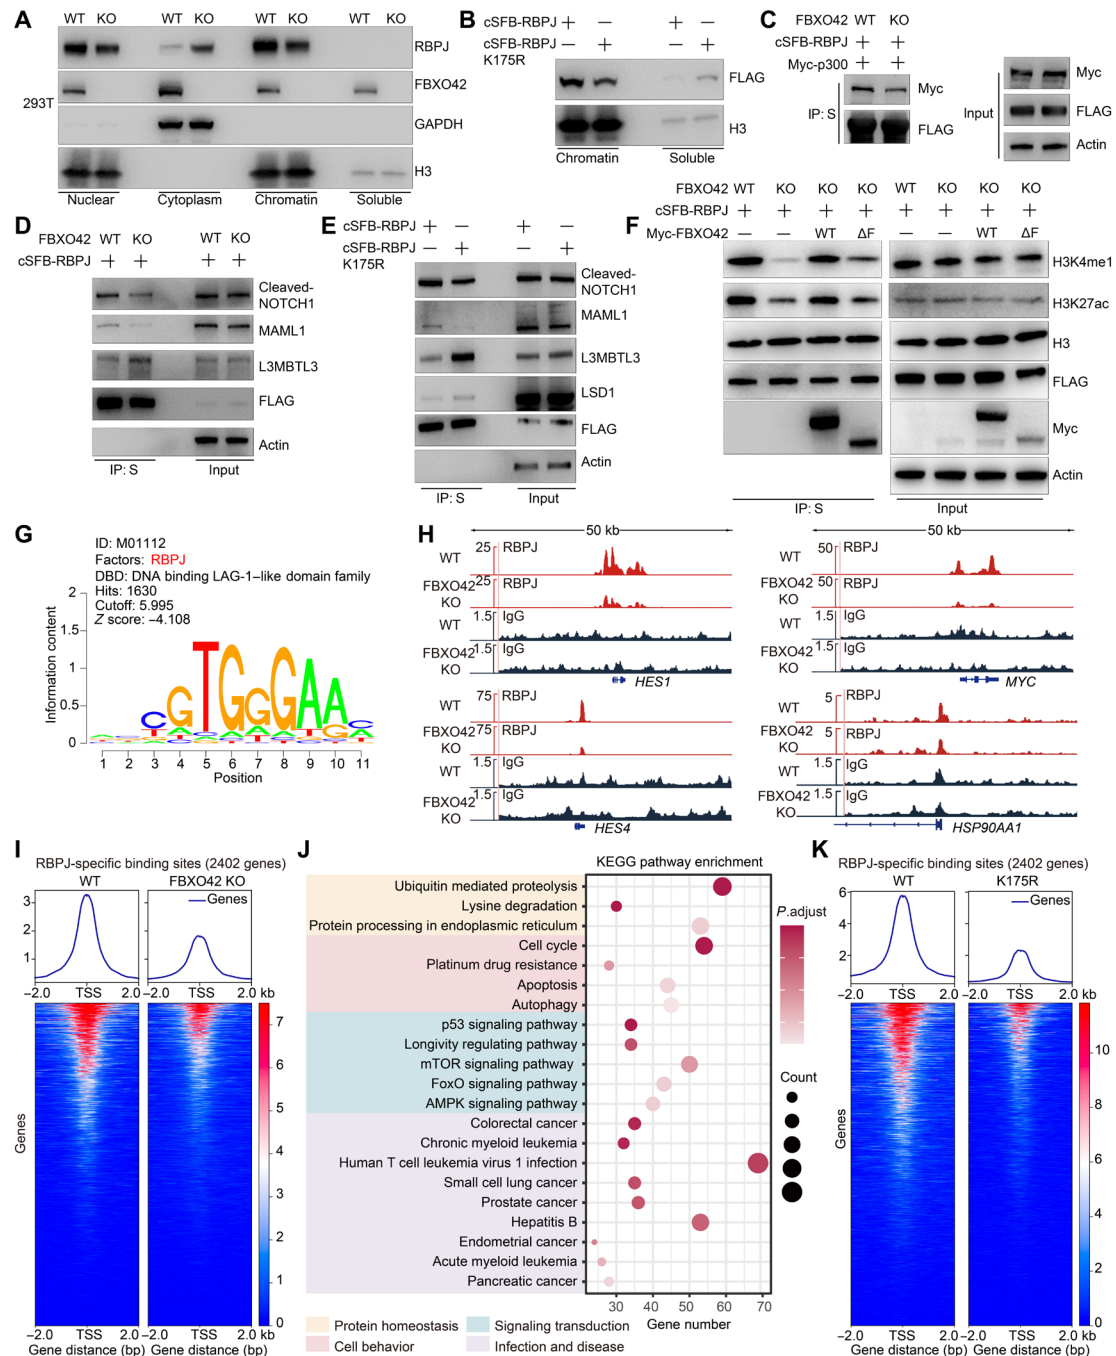 A
WT KO WT KO WT KO WT KO
RBPJ
FBXO42
293T
GAPDH
H3
Nuclear Cytoplasm Chromatin Soluble
B
cSFB-RBPJ + − + −
cSFB-RBPJ − + − +
K175R
FLAG
H3
Chromatin Soluble
C
FBXO42 WT KO
cSFB-RBPJ + +
Myc-p300 + +
IP: S
Myc
FLAG
Input
Myc
FLAG
Actin
D
FBXO42 WT KO WT KO
cSFB-RBPJ + + + +
Cleaved-
NOTCH1
MAML1
L3MBTL3
FLAG
Actin
IP: S Input
E
cSFB-RBPJ + − + −
cSFB-RBPJ − + − +
K175R
Cleaved-
NOTCH1
MAML1
L3MBTL3
LSD1
FLAG
Actin
IP: S Input
F
FBXO42 WT KO KO KO WT KO KO KO
cSFB-RBPJ + + + + + + + +
Myc-FBXO42 − − WT ΔF − − WT ΔF
H3K4me1
H3K27ac
H3
FLAG
Myc
Actin
IP: S Input
G
ID: M01112
Factors: RBPJ
DBD: DNA binding LAG-1–like domain family
Hits: 1630
Cutoff: 5.995
Z score: −4.108
Information content
2
1.5
1
0.5
0
1 2 3 4 5 6 7 8 9 10 11
Position
H
50 kb
WT 25 RBPJ
FBXO42 KO 25 RBPJ
WT 1.5 IgG
FBXO42 KO 1.5 IgG
HES1
50 kb
WT 50 RBPJ
FBXO42 KO 50 RBPJ
WT 1.5 IgG
FBXO42 KO 1.5 IgG
MYC
WT 75 RBPJ
FBXO42 KO 75 RBPJ
WT 1.5 IgG
FBXO42 KO 1.5 IgG
HES4
WT 5 RBPJ
FBXO42 KO 5 RBPJ
WT 1.5 IgG
FBXO42 KO 1.5 IgG
HSP90AA1
I
RBPJ-specific binding sites (2402 genes)
WT FBXO42 KO
Genes
3
2
1
−2.0 TSS 2.0 −2.0 TSS 2.0 kb
Genes
7
6
5
4
3
2
1
0
−2.0 TSS 2.0 −2.0 TSS 2.0 kb
Gene distance (bp) Gene distance (bp)
J
KEGG pathway enrichment
Ubiquitin mediated proteolysis
Lysine degradation
Protein processing in endoplasmic reticulum
Cell cycle
Platinum drug resistance
Apoptosis
Autophagy
p53 signaling pathway
Longivity regulating pathway
mTOR signaling pathway
FoxO signaling pathway
AMPK signaling pathway
Colorectal cancer
Chronic myeloid leukemia
Human T cell leukemia virus 1 infection
Small cell lung cancer
Prostate cancer
Hepatitis B
Endometrial cancer
Acute myeloid leukemia
Pancreatic cancer
30 40 50 60 70
Gene number
P.adjust
Count
Protein homeostasis
Cell behavior
Signaling transduction
Infection and disease
K
RBPJ-specific binding sites (2402 genes)
WT K175R
Genes
6
4
2
−2.0 TSS 2.0 −2.0 TSS 2.0 kb
Genes
10
8
6
4
2
0
−2.0 TSS 2.0 −2.0 TSS 2.0 kb
Gene distance (bp) Gene distance (bp)